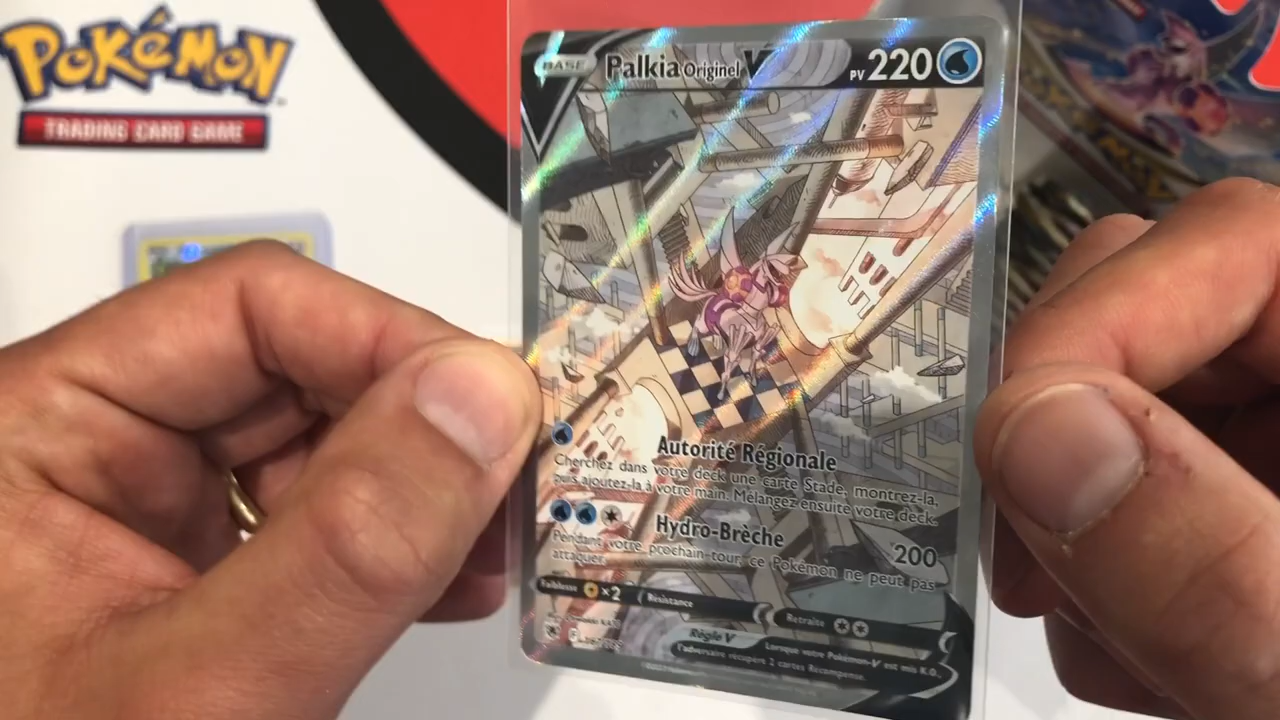 POKÉMON
TRADING CARD GAME
BASE Palkia Originel V PV 220
Autorité Régionale
Cherchez dans votre deck une carte Stade, montrez-la,
puis ajoutez-la à votre main. Mélangez ensuite votre deck.
Hydro-Brèche 200
Pendant votre prochain tour, ce Pokémon ne peut pas
attaquer.
Faiblesse ×2 Résistance Retraite
Règle V Lorsque votre Pokémon-V est mis K.O.,
l'adversaire récupère 2 cartes Récompense.